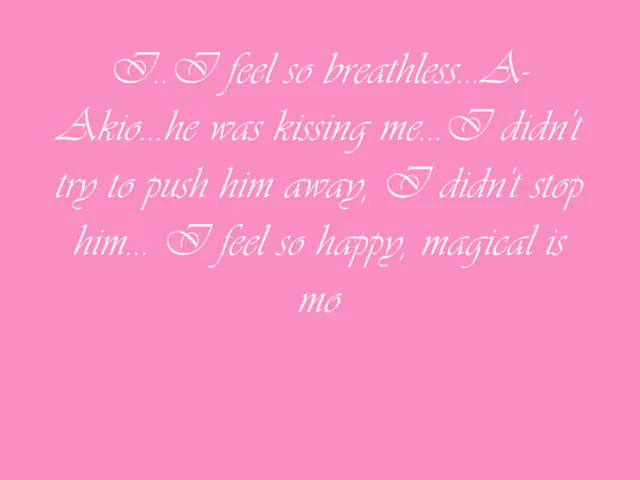 I..I feel so breathless...A-
Akio...he was kissing me...I didn't
try to push him away, I didn't stop
him... I feel so happy, magical is
mo